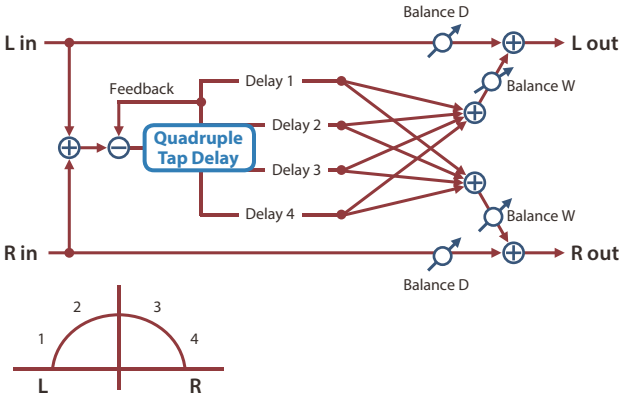 Balance D
L in
L out
Feedback
Delay 1
Balance W
Delay 2
Quadruple
Tap Delay
Delay 3
Delay 4
Balance W
R in
R out
Balance D
2
3
1
4
L
R